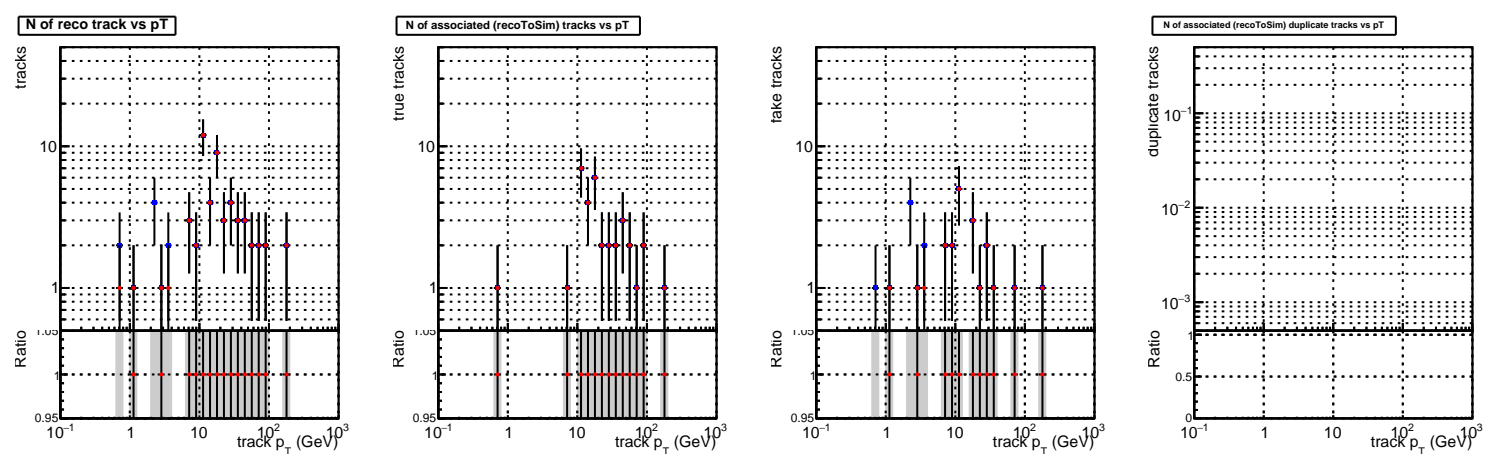 N of reco track vs pT
tracks
10
1
Ratio
1.05
1
0.95
10⁻¹ 1 10 10² 10³
track p_T (GeV)
N of associated (recoToSim) tracks vs pT
true tracks
10
1
Ratio
1.05
1
0.95
10⁻¹ 1 10 10² 10³
track p_T (GeV)
fake tracks
10
1
Ratio
1.05
1
0.95
10⁻¹ 1 10 10² 10³
track p_T (GeV)
N of associated (recoToSim) duplicate tracks vs pT
duplicate tracks
10⁻¹
10⁻²
10⁻³
Ratio
1
0.5
0
10⁻¹ 1 10 10² 10³
track p_T (GeV)